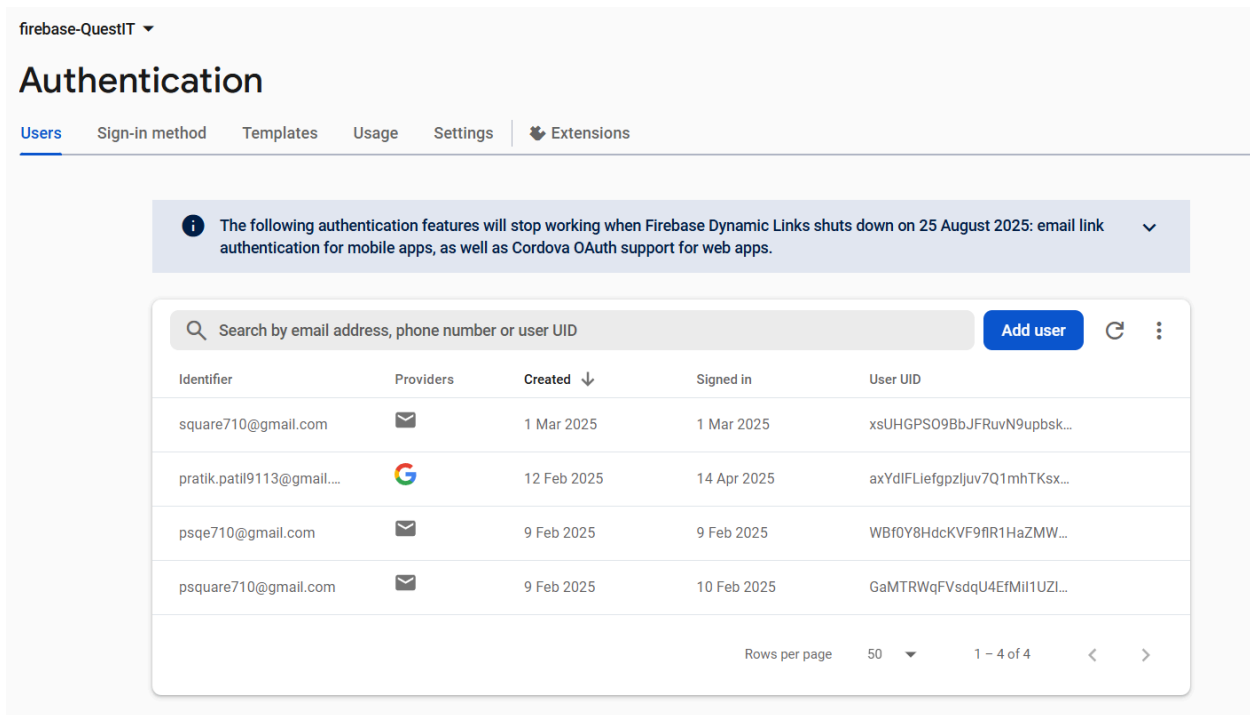 firebase-QuestIT
Authentication
Users Sign-in method Templates Usage Settings Extensions
The following authentication features will stop working when Firebase Dynamic Links shuts down on 25 August 2025: email link
authentication for mobile apps, as well as Cordova OAuth support for web apps.
Search by email address, phone number or user UID Add user
Identifier Providers Created Signed in User UID
square710@gmail.com 1 Mar 2025 1 Mar 2025 xsUHGPSO9BbJFRuvN9upbsk...
pratik.patil9113@gmail.... 12 Feb 2025 14 Apr 2025 axYdIFLiefgpzljuv7Q1mhTKsx...
psqe710@gmail.com 9 Feb 2025 9 Feb 2025 WBf0Y8HdcKVF9flR1HaZMW...
psquare710@gmail.com 9 Feb 2025 10 Feb 2025 GaMTRWqFVsdqU4EfMil1UZI...
Rows per page 50 1 – 4 of 4